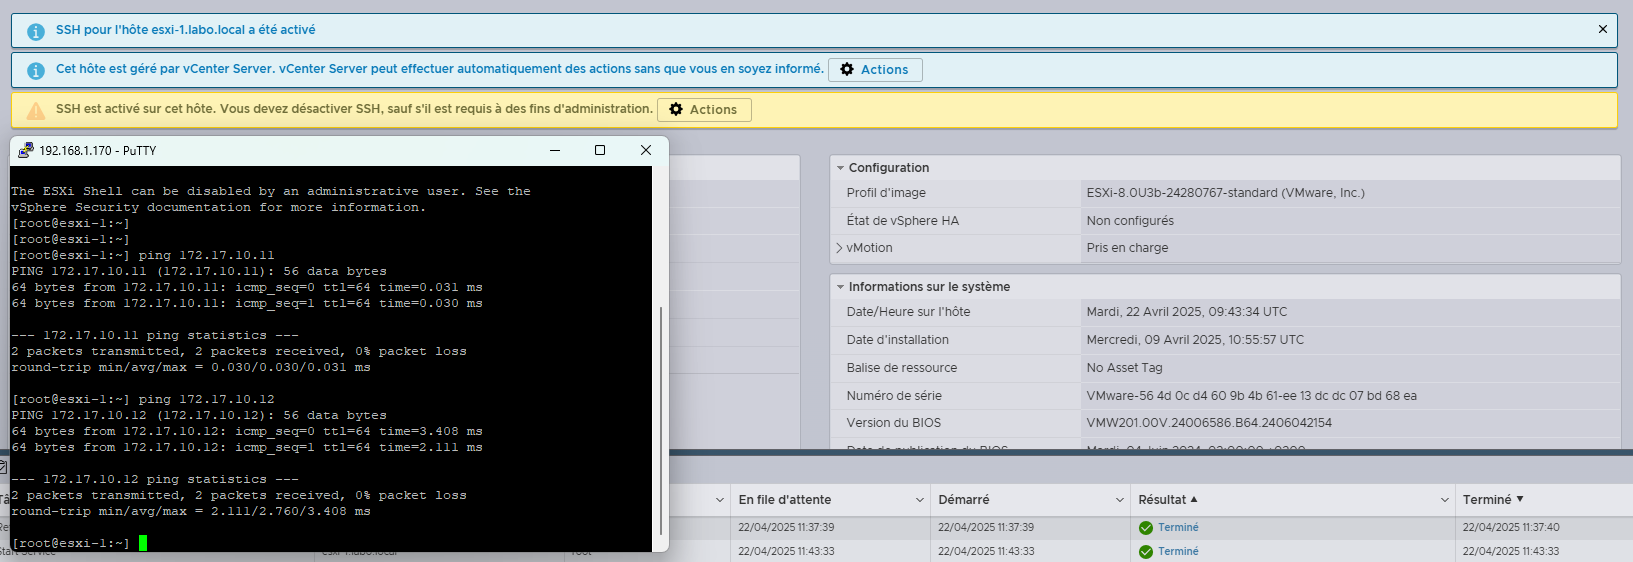 SSH pour l'hôte esxi-1.labo.local a été activé
Cet hôte est géré par vCenter Server. vCenter Server peut effectuer automatiquement des actions sans que vous en soyez informé. Actions
SSH est activé sur cet hôte. Vous devez désactiver SSH, sauf s'il est requis à des fins d'administration. Actions
192.168.1.170 - PuTTY
The ESXi Shell can be disabled by an administrative user. See the
vSphere Security documentation for more information.
[root@esxi-1:~]
[root@esxi-1:~]
[root@esxi-1:~] ping 172.17.10.11
PING 172.17.10.11 (172.17.10.11): 56 data bytes
64 bytes from 172.17.10.11: icmp_seq=0 ttl=64 time=0.031 ms
64 bytes from 172.17.10.11: icmp_seq=1 ttl=64 time=0.030 ms
--- 172.17.10.11 ping statistics ---
2 packets transmitted, 2 packets received, 0% packet loss
round-trip min/avg/max = 0.030/0.030/0.031 ms
[root@esxi-1:~] ping 172.17.10.12
PING 172.17.10.12 (172.17.10.12): 56 data bytes
64 bytes from 172.17.10.12: icmp_seq=0 ttl=64 time=3.408 ms
64 bytes from 172.17.10.12: icmp_seq=1 ttl=64 time=2.111 ms
--- 172.17.10.12 ping statistics ---
2 packets transmitted, 2 packets received, 0% packet loss
round-trip min/avg/max = 2.111/2.760/3.408 ms
[root@esxi-1:~]
Configuration
Profil d'image ESXi-8.0U3b-24280767-standard (VMware, Inc.)
État de vSphere HA Non configurés
vMotion Pris en charge
Informations sur le système
Date/Heure sur l'hôte Mardi, 22 Avril 2025, 09:43:34 UTC
Date d'installation Mercredi, 09 Avril 2025, 10:55:57 UTC
Balise de ressource No Asset Tag
Numéro de série VMware-56 4d 0c d4 60 9b 4b 61-ee 13 dc dc 07 bd 68 ea
Version du BIOS VMW201.00V.24006586.B64.2406042154
Date de publication du BIOS
En file d'attente Démarré Résultat Terminé
22/04/2025 11:37:39 22/04/2025 11:37:39 Terminé 22/04/2025 11:37:40
22/04/2025 11:43:33 22/04/2025 11:43:33 Terminé 22/04/2025 11:43:33